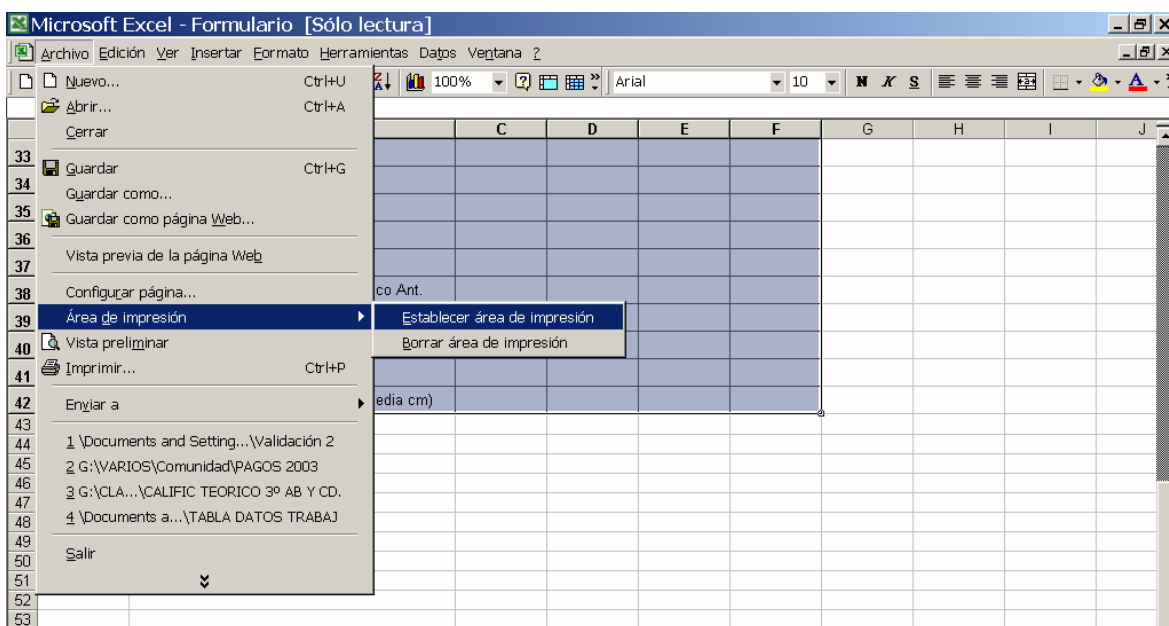 Microsoft Excel - Formulario [Sólo lectura]
Archivo Edición Ver Insertar Formato Herramientas Datos Ventana ?
100% Arial 10 N K S
Nuevo... Ctrl+U
Abrir... Ctrl+A
Cerrar
Guardar Ctrl+G
Guardar como...
Guardar como página Web...
Vista previa de la página Web
Configurar página...
Área de impresión
Establecer área de impresión
Borrar área de impresión
Vista preliminar
Imprimir... Ctrl+P
Enviar a
1 \Documents and Setting...\Validación 2
2 G:\VARIOS\Comunidad\PAGOS 2003
3 G:\CLA...\CALIFIC TEORICO 3º AB Y CD.
4 \Documents a...\TABLA DATOS TRABAJ
Salir
C D E F G H I J
33
34
35
36
37
38 co Ant.
39
40
41
42 edia cm)
43
44
45
46
47
48
49
50
51
52
53